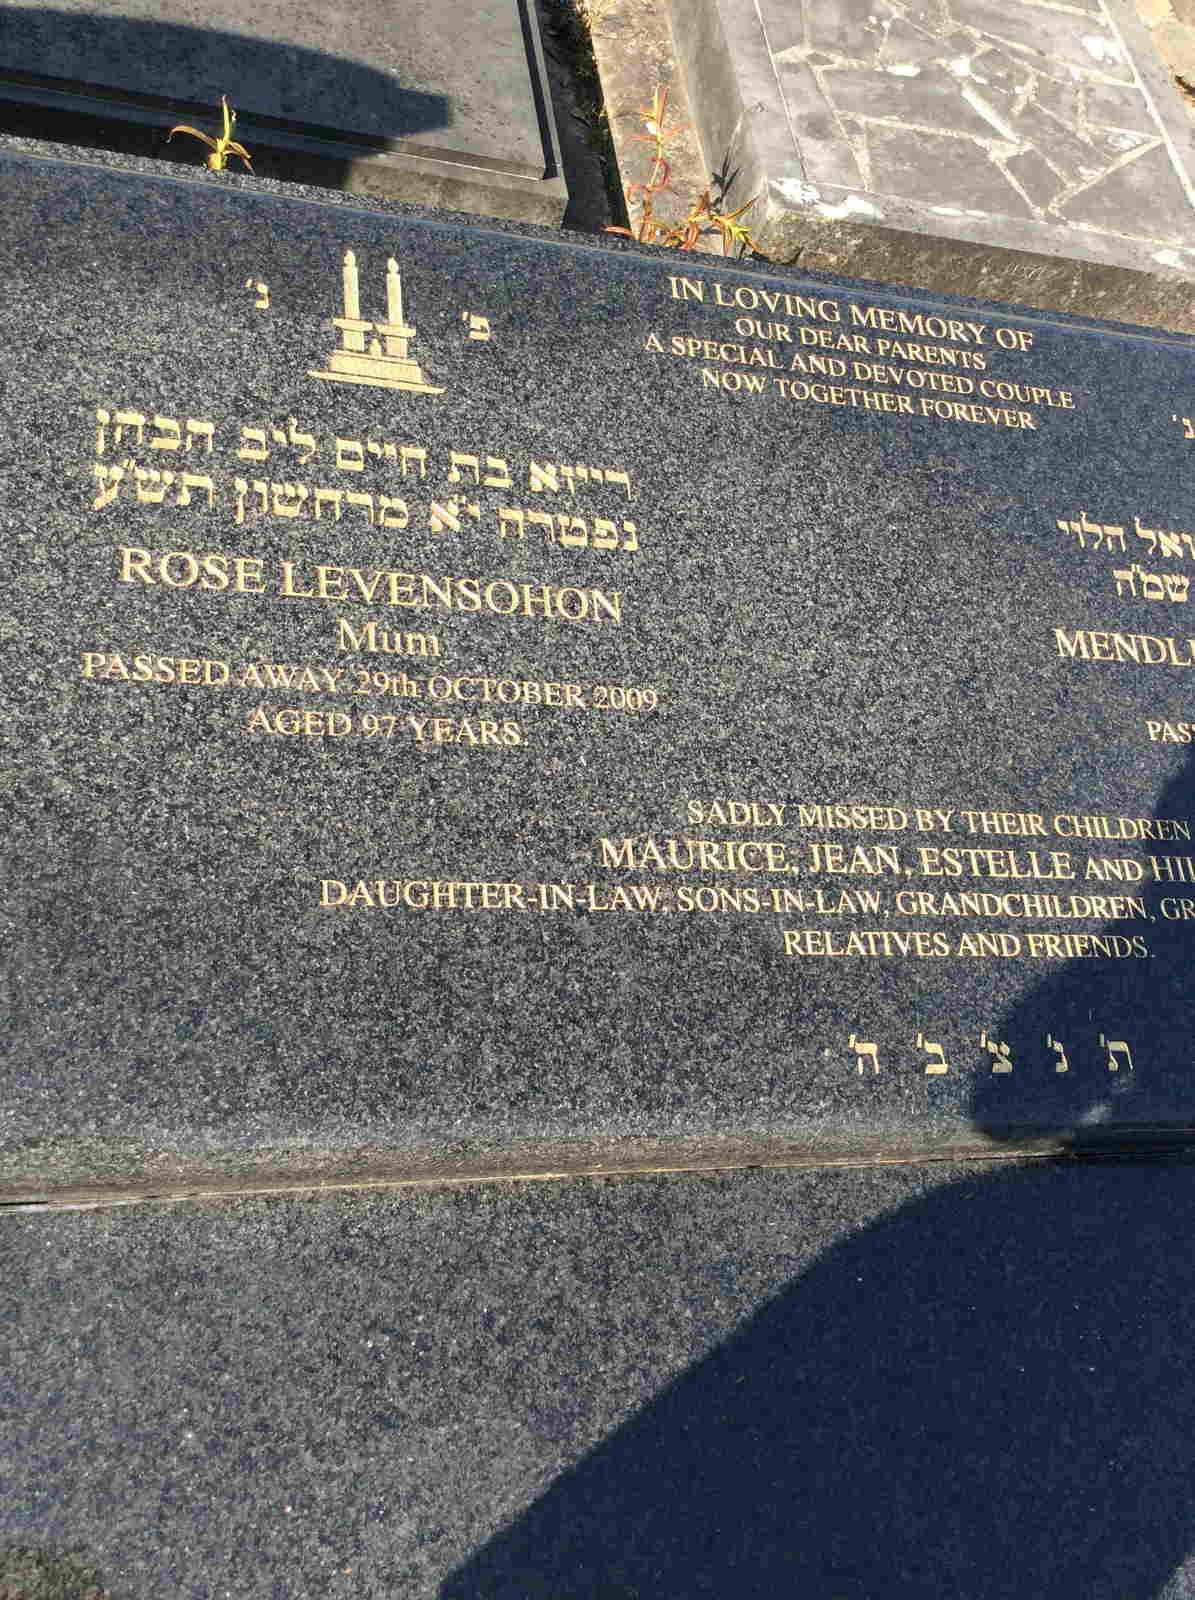 פ' נ'
רייזא בת חיים ליב הכהן
נפטרה י"א מרחשון תש"ע
ROSE LEVENSOHON
Mum
PASSED AWAY 29th OCTOBER 2009
AGED 97 YEARS.
IN LOVING MEMORY OF
OUR DEAR PARENTS
A SPECIAL AND DEVOTED COUPLE
NOW TOGETHER FOREVER
נ'
הלוי
שמ"ה
SADLY MISSED BY THEIR CHILDREN
MAURICE, JEAN, ESTELLE AND
DAUGHTER-IN-LAW, SONS-IN-LAW, GRANDCHILDREN,
RELATIVES AND FRIENDS.
ת' נ' צ' ב' ה'